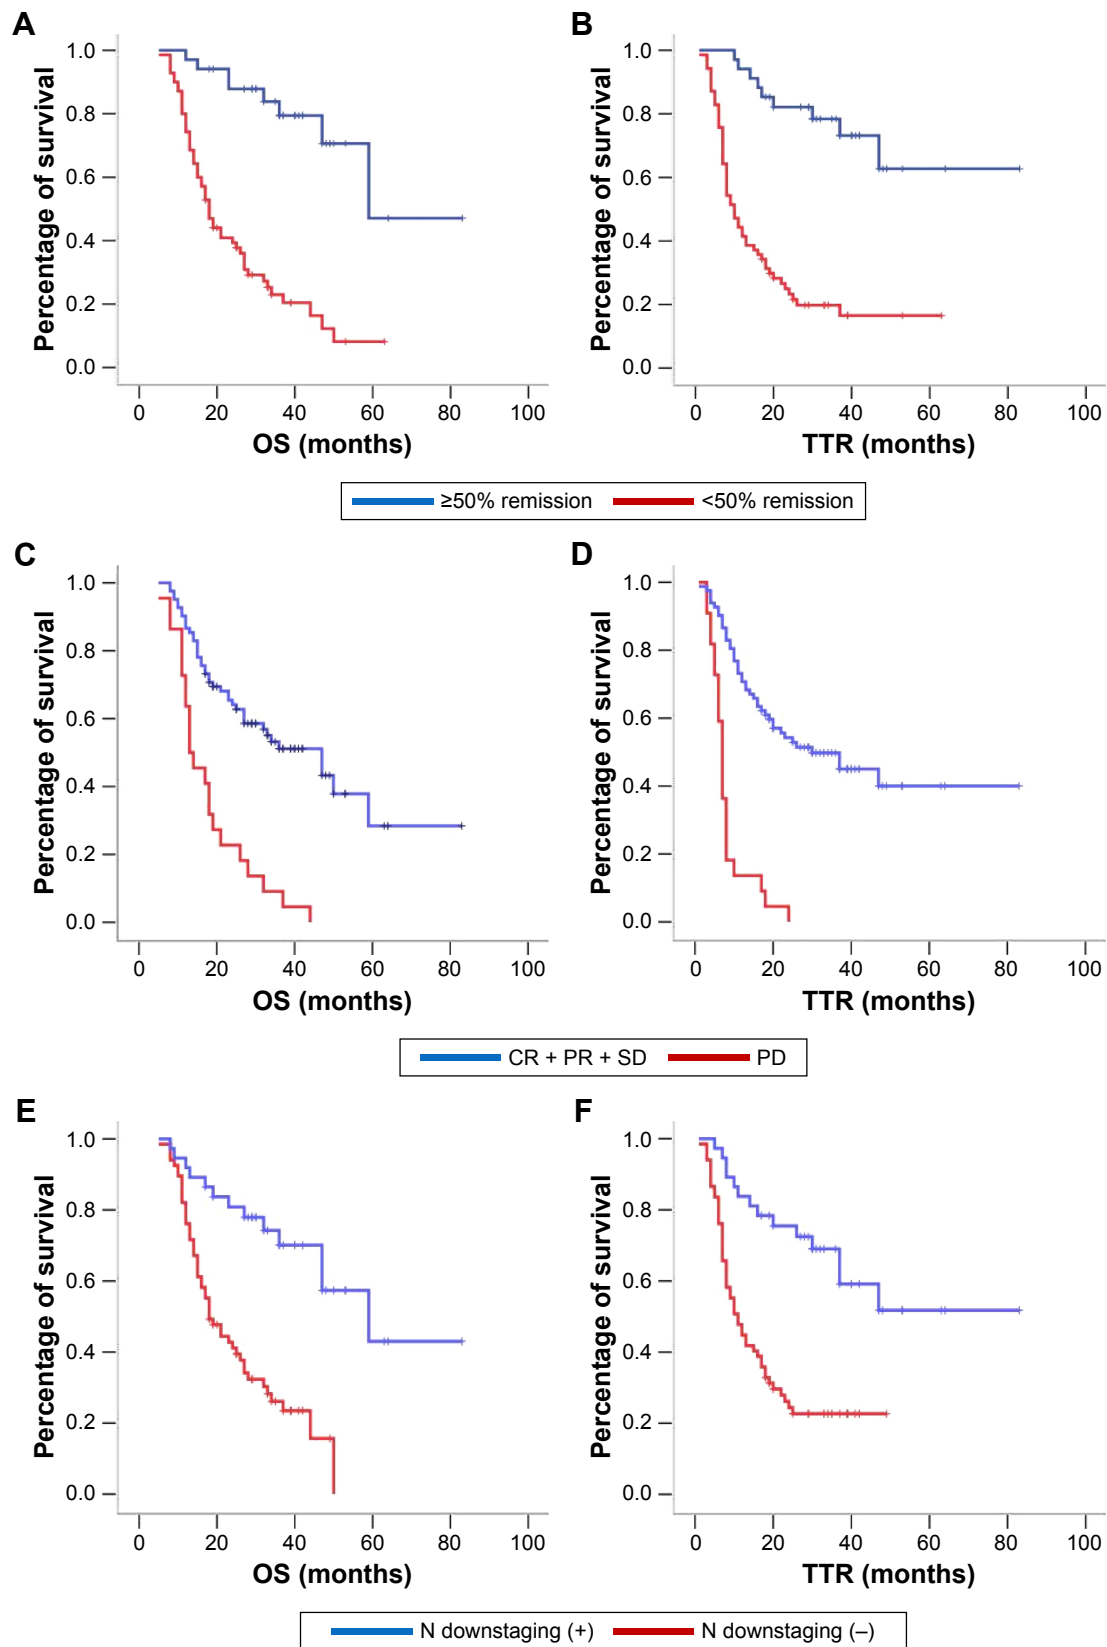 A
B
Percentage of survival
1.0
0.8
0.6
0.4
0.2
0.0
0 20 40 60 80 100
OS (months)
Percentage of survival
1.0
0.8
0.6
0.4
0.2
0.0
0 20 40 60 80 100
TTR (months)
≥50% remission <50% remission
C
D
Percentage of survival
1.0
0.8
0.6
0.4
0.2
0.0
0 20 40 60 80 100
OS (months)
Percentage of survival
1.0
0.8
0.6
0.4
0.2
0.0
0 20 40 60 80 100
TTR (months)
CR + PR + SD PD
E
F
Percentage of survival
1.0
0.8
0.6
0.4
0.2
0.0
0 20 40 60 80 100
OS (months)
Percentage of survival
1.0
0.8
0.6
0.4
0.2
0.0
0 20 40 60 80 100
TTR (months)
N downstaging (+) N downstaging (–)